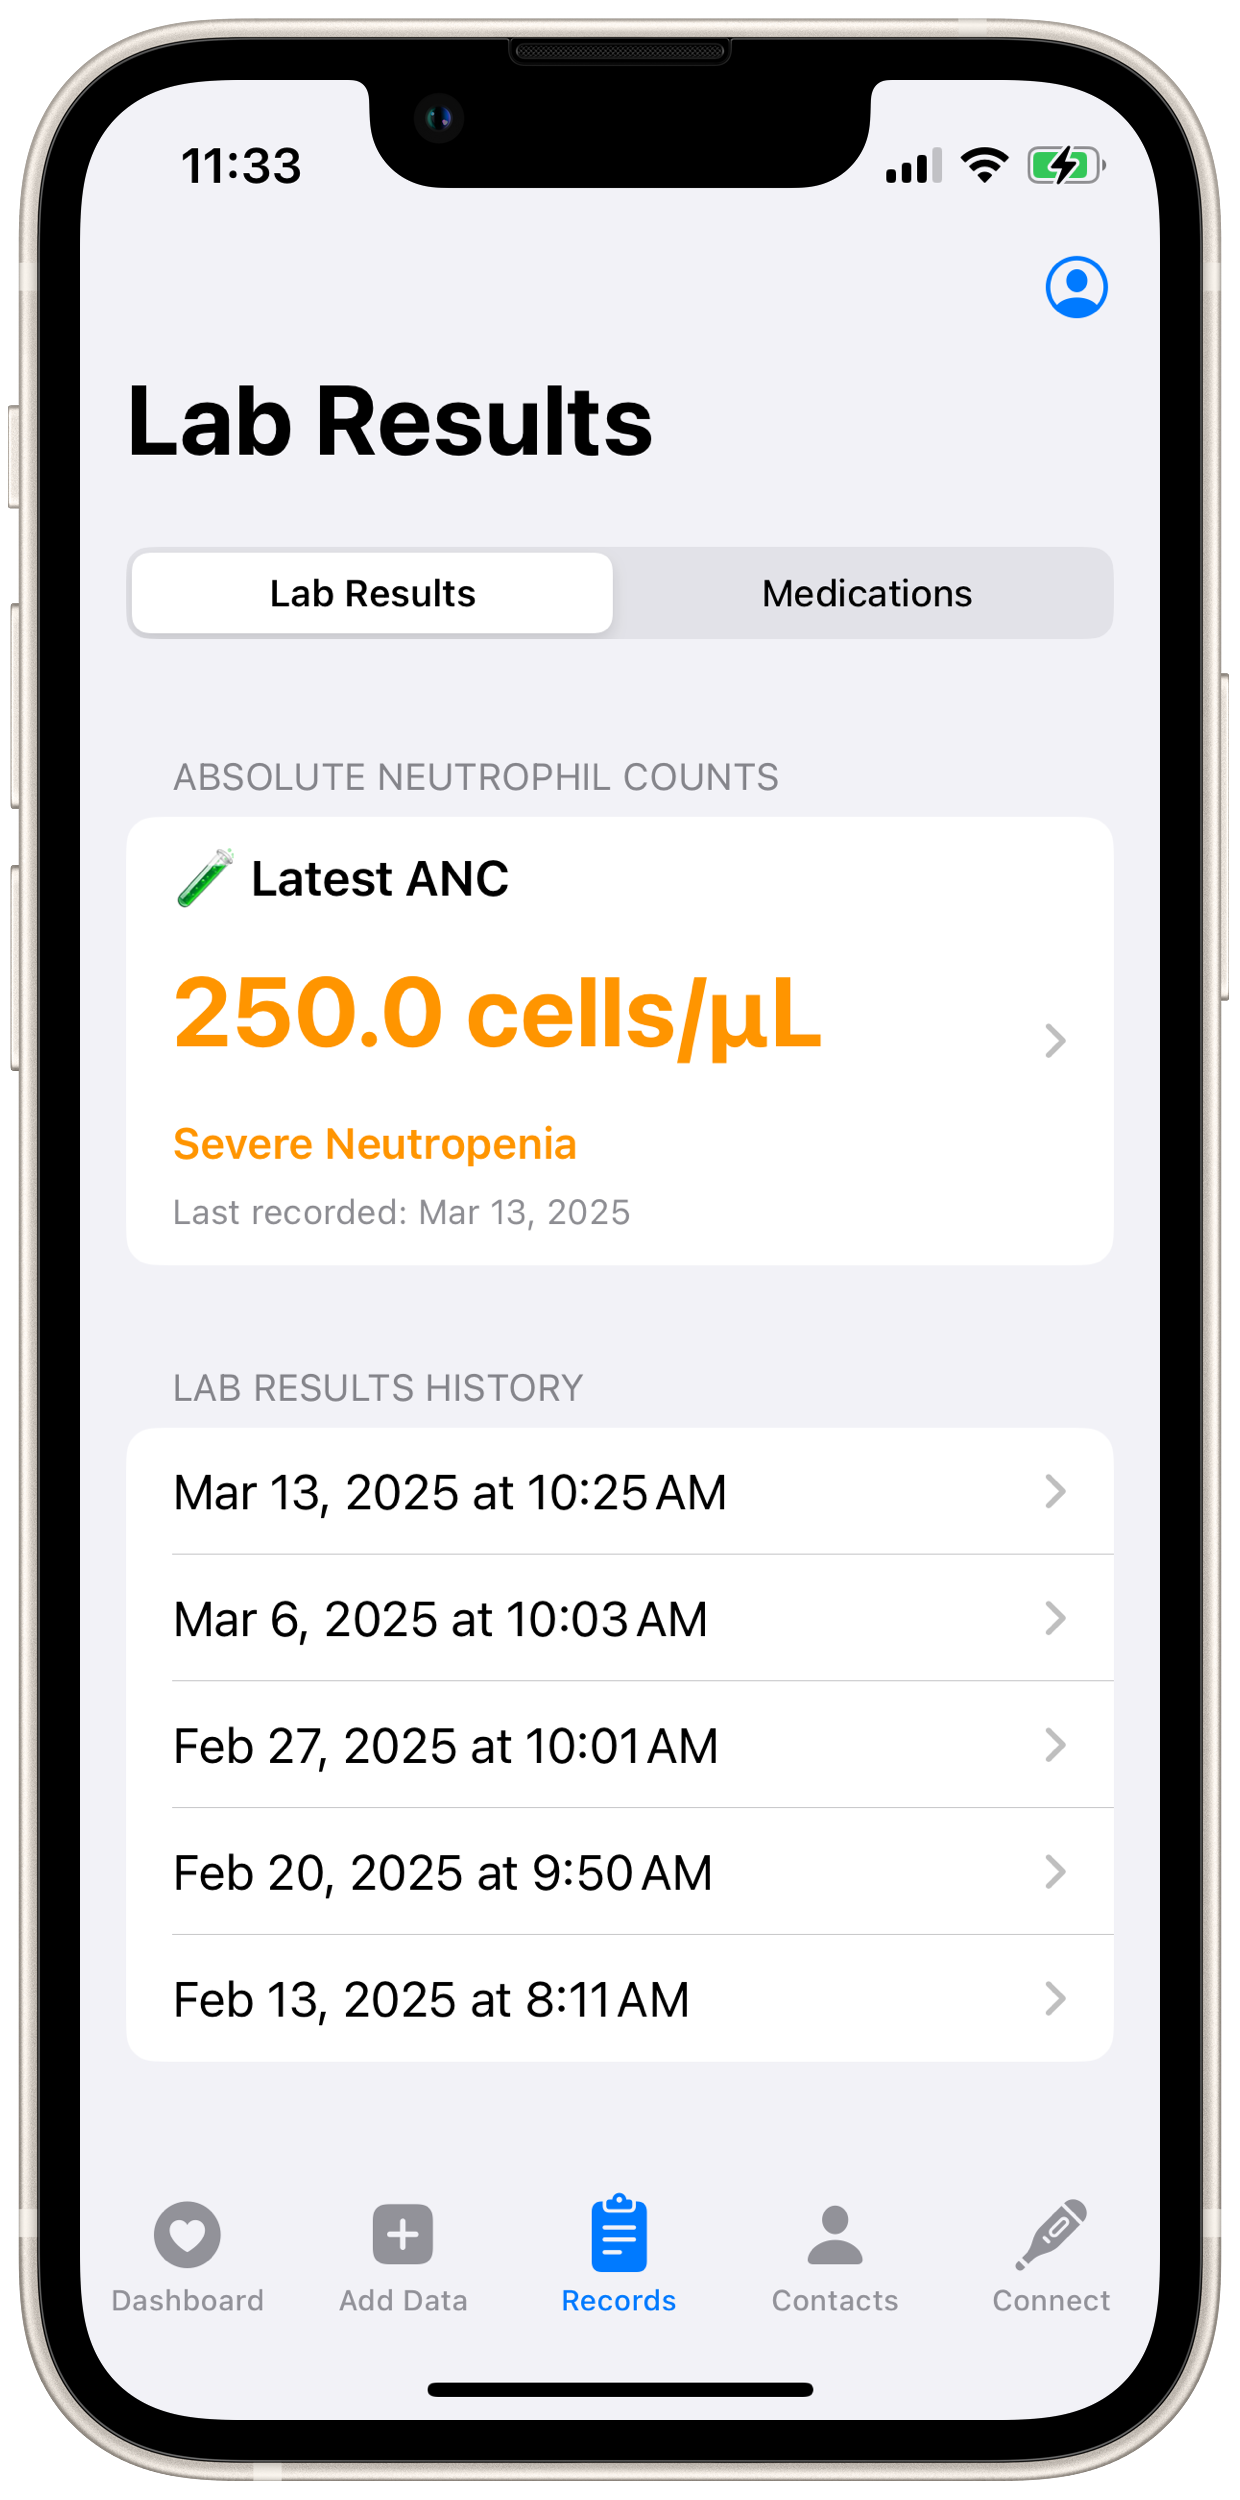 11:33
Lab Results
Lab Results
Medications
ABSOLUTE NEUTROPHIL COUNTS
Latest ANC
250.0 cells/µL
Severe Neutropenia
Last recorded: Mar 13, 2025
LAB RESULTS HISTORY
Mar 13, 2025 at 10:25 AM
Mar 6, 2025 at 10:03 AM
Feb 27, 2025 at 10:01 AM
Feb 20, 2025 at 9:50 AM
Feb 13, 2025 at 8:11 AM
Dashboard
Add Data
Records
Contacts
Connect